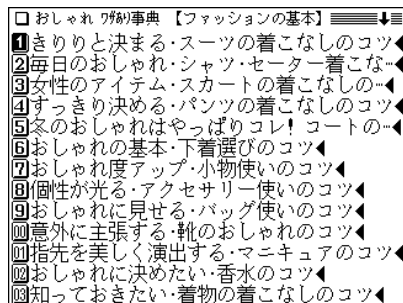 □ おしゃれ ﾜｻﾞあり事典 【ファッションの基本】
1きりりと決まる・スーツの着こなしのコツ◀
2毎日のおしゃれ・シャツ・セーター着こな…◀
3女性のアイテム・スカートの着こなしの…◀
4すっきり決める・パンツの着こなしのコツ◀
5冬のおしゃれはやっぱりコレ! コートの…◀
6おしゃれの基本・下着選びのコツ◀
7おしゃれ度アップ・小物使いのコツ◀
8個性が光る・アクセサリー使いのコツ◀
9おしゃれに見せる・バッグ使いのコツ◀
00意外に主張する・靴のおしゃれのコツ◀
01指先を美しく演出する・マニキュアのコツ◀
02おしゃれに決めたい・香水のコツ◀
03知っておきたい・着物の着こなしのコツ◀